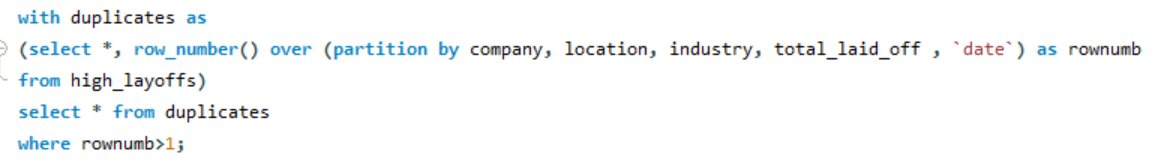 with duplicates as
(select *, row_number() over (partition by company, location, industry, total_laid_off , `date`) as rownumb
from high_layoffs)
select * from duplicates
where rownumb>1;